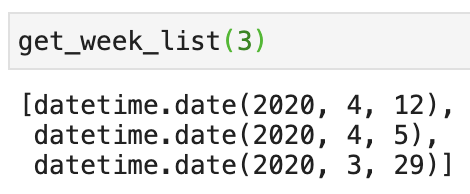 get_week_list(3)
[datetime.date(2020, 4, 12),
datetime.date(2020, 4, 5),
datetime.date(2020, 3, 29)]